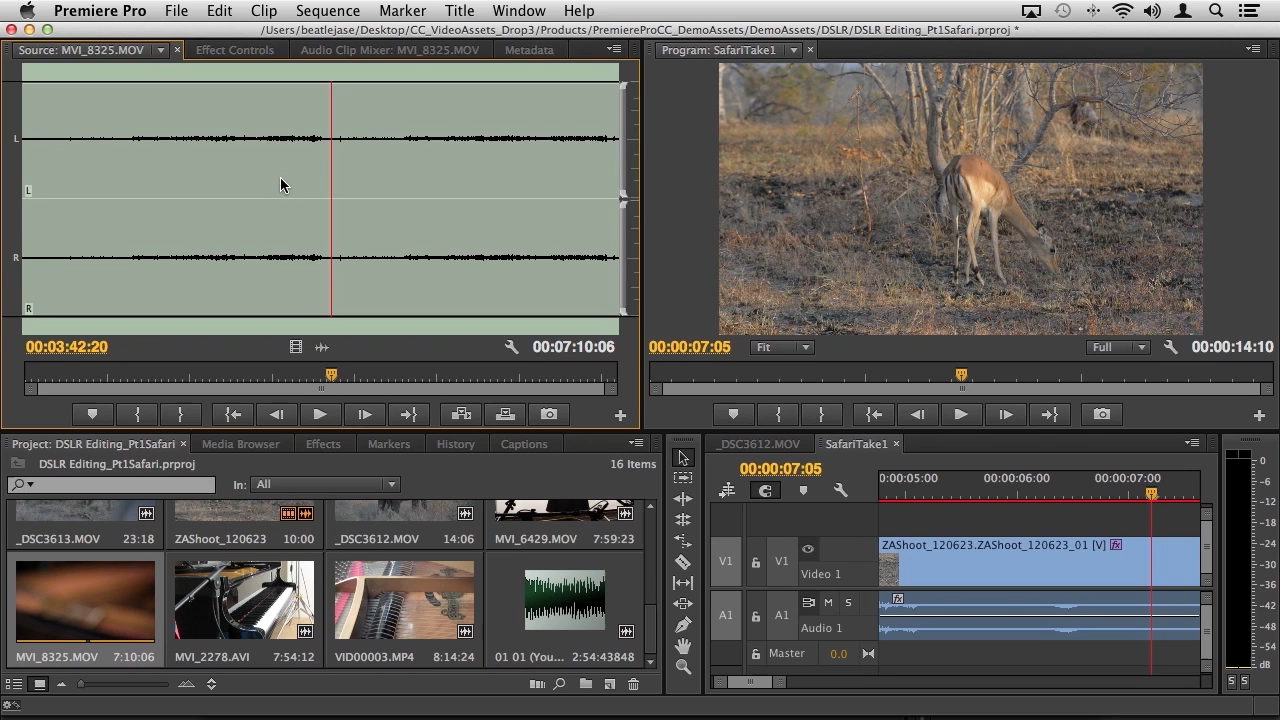 Premiere Pro File Edit Clip Sequence Marker Title Window Help
/Users/beatlejase/Desktop/CC_VideoAssets_Drop3/Products/PremiereProCC_DemoAssets/DemoAssets/DSLR/DSLR Editing_Pt1Safari.prproj *
Source: MVI_8325.MOV × Effect Controls Audio Clip Mixer: MVI_8325.MOV Metadata
Program: SafariTake1 ×
L
L
R
R
00:03:42:20 00:07:10:06
00:00:07:05 Fit Full 00:00:14:10
Project: DSLR Editing_Pt1Safari × Media Browser Effects Markers History Captions
DSLR Editing_Pt1Safari.prproj 16 Items
In: All
_DSC3613.MOV 23:18 ZAShoot_120623 10:00 _DSC3612.MOV 14:06 MVI_6429.MOV 7:59:23
MVI_8325.MOV 7:10:06 MVI_2278.AVI 7:54:12 VID00003.MP4 8:14:24 01 01 (You... 2:54:43848
_DSC3612.MOV SafariTake1 ×
00:00:07:05
0:00:05:00 00:00:06:00 00:00:07:00
V1 V1 Video 1
ZAShoot_120623.ZAShoot_120623_01 [V] fx
A1 A1 M S Audio 1
fx
Master 0.0
0
-6
-12
-18
-24
-30
-36
-42
-48
-54
dB
S S